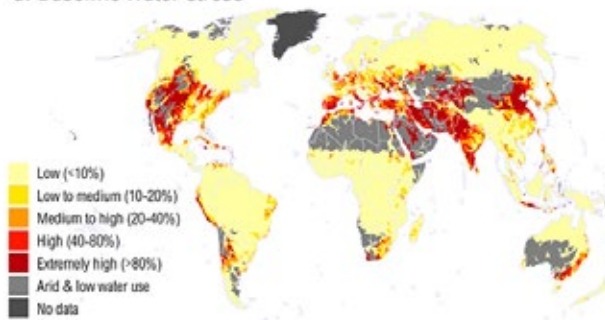 Low (<10%)
Low to medium (10-20%)
Medium to high (20-40%)
High (40-80%)
Extremely high (>80%)
Arid & low water use
No data